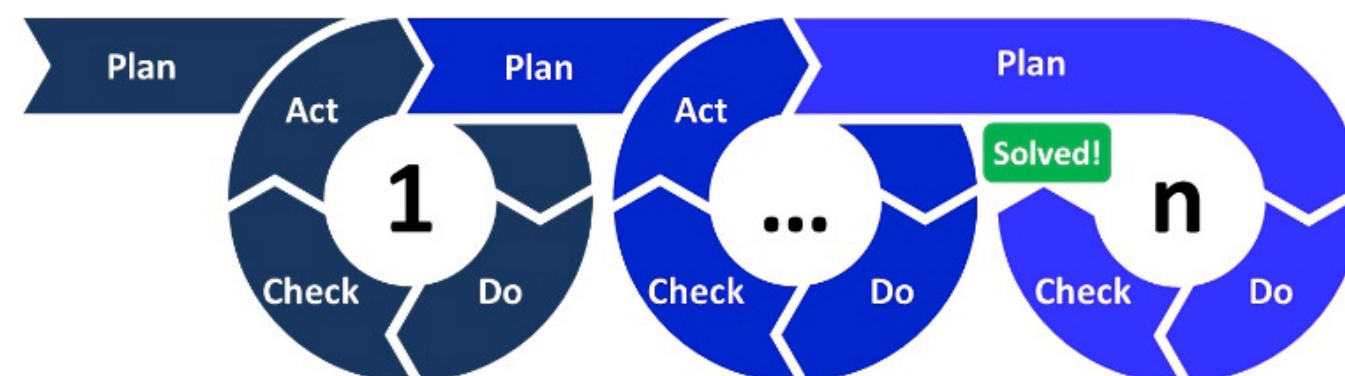 Plan
Plan
Plan
Act
Act
Solved!
1
...
n
Check
Do
Check
Do
Check
Do